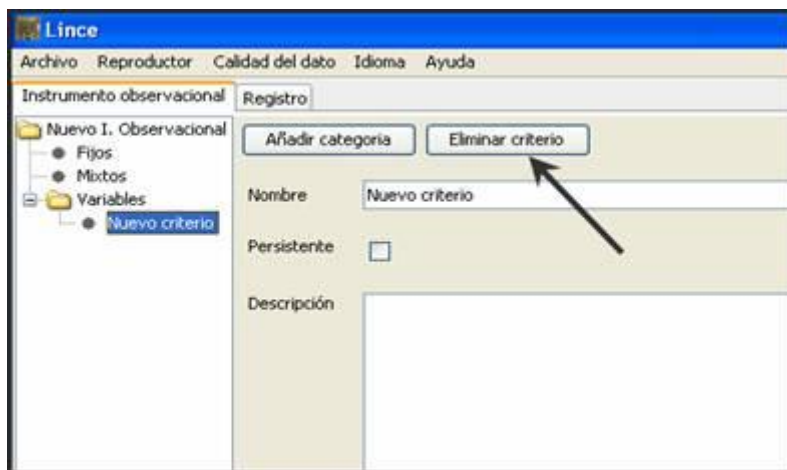 Lince
Archivo Reproductor Calidad del dato Idioma Ayuda
Instrumento observacional Registro
Nuevo I. Observacional
Fijos
Mixtos
Variables
Nuevo criterio
Añadir categoria Eliminar criterio
Nombre Nuevo criterio
Persistente
Descripción